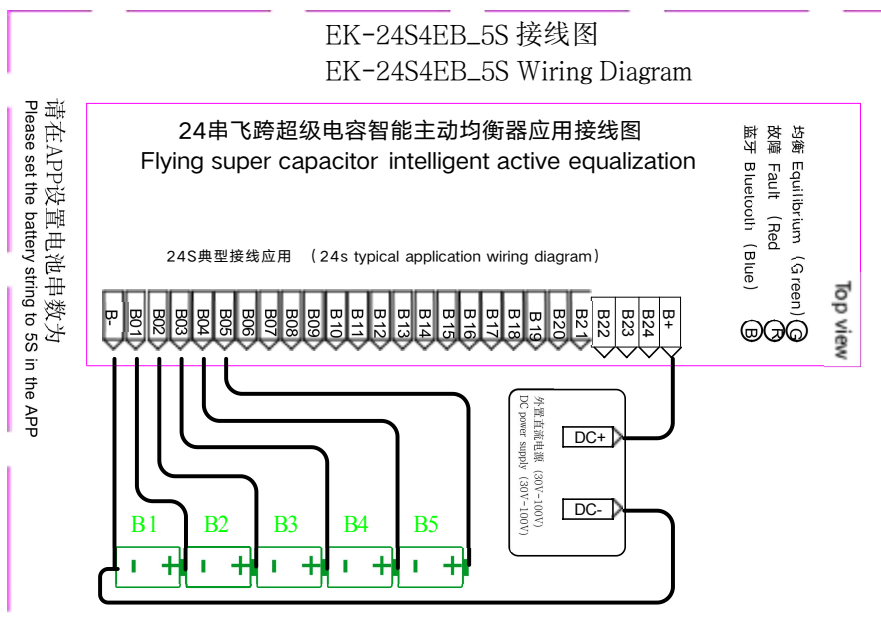 EK-24S4EB_5S 接线图
EK-24S4EB_5S Wiring Diagram
请在APP设置电池串数为
Please set the battery string to 5S in the APP
24串飞跨超级电容智能主动均衡器应用接线图
Flying super capacitor intelligent active equalization
均衡 Equilibrium (Green) G
故障 Fault (Red R
蓝牙 Bluetooth (Blue) B
Top view
24S典型接线应用 (24s typical application wiring diagram)
B- B01 B02 B03 B04 B05 B06 B07 B08 B09 B10 B11 B12 B13 B14 B15 B16 B17 B18 B19 B20 B21 B22 B23 B24 B+
外置直流电源 (30V-100V)
DC power supply (30V-100V)
DC+
DC-
B1 B2 B3 B4 B5
- + - + - + - + - +